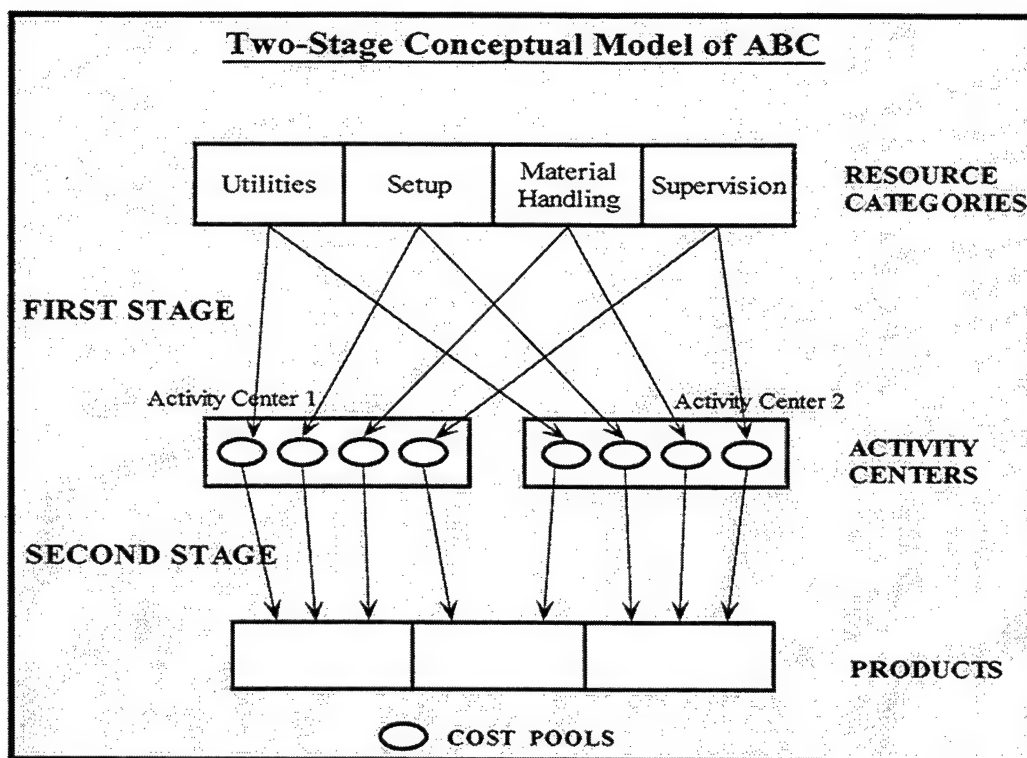 Two-Stage Conceptual Model of ABC
Utilities
Setup
Material
Handling
Supervision
RESOURCE
CATEGORIES
FIRST STAGE
Activity Center 1
Activity Center 2
ACTIVITY
CENTERS
SECOND STAGE
PRODUCTS
COST POOLS